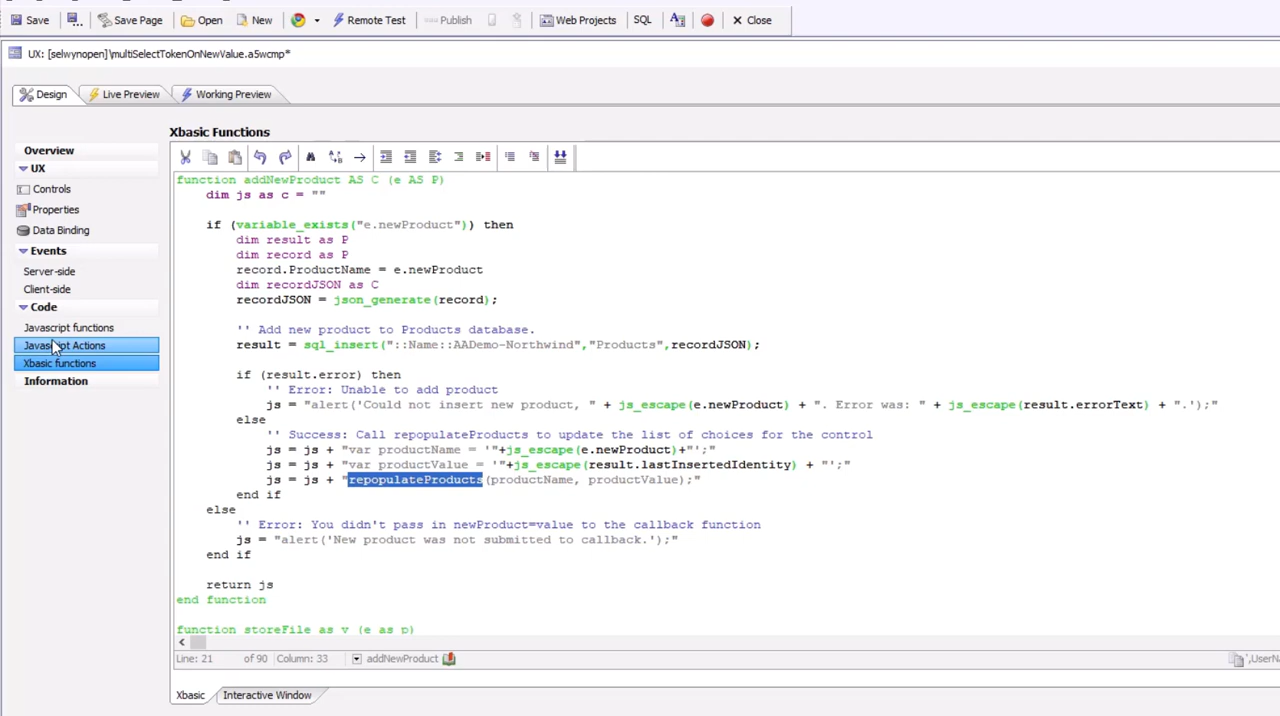 Save Save Page Open New Remote Test Publish Web Projects SQL Close
UX: [selwynopen]\multiSelectTokenOnNewValue.a5wcmp*
Design Live Preview Working Preview
Xbasic Functions
Overview
UX
Controls
Properties
Data Binding
Events
Server-side
Client-side
Code
Javascript functions
Javascript Actions
Xbasic functions
Information
function addNewProduct AS C (e AS P)
dim js as c = ""
if (variable_exists("e.newProduct")) then
dim result as P
dim record as P
record.ProductName = e.newProduct
dim recordJSON as C
recordJSON = json_generate(record);
'' Add new product to Products database.
result = sql_insert("::Name::AADemo-Northwind","Products",recordJSON);
if (result.error) then
'' Error: Unable to add product
js = "alert('Could not insert new product, " + js_escape(e.newProduct) + ". Error was: " + js_escape(result.errorText) + ".');"
else
'' Success: Call repopulateProducts to update the list of choices for the control
js = js + "var productName = '"+js_escape(e.newProduct)+"';"
js = js + "var productValue = '"+js_escape(result.lastInsertedIdentity) + "';"
js = js + "repopulateProducts(productName, productValue);"
end if
else
'' Error: You didn't pass in newProduct=value to the callback function
js = "alert('New product was not submitted to callback.');"
end if
return js
end function
function storeFile as v (e as p)
Line: 21 of 90 Column: 33 addNewProduct ',UserN
Xbasic Interactive Window